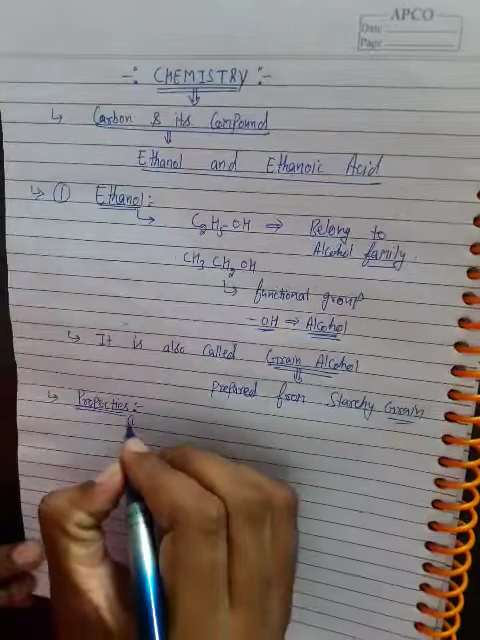 APCO
Date
Page
-: CHEMISTRY :-
Carbon & its Compound
Ethanol and Ethanoic Acid
① Ethanol:
C2H5-OH ⇒ Belong to
Alcohol family.
CH3 CH2 OH
functional group
-OH ⇒ Alcohol
It is also called Grain Alcohol
Prepared from Starchy Grain
Properties:-